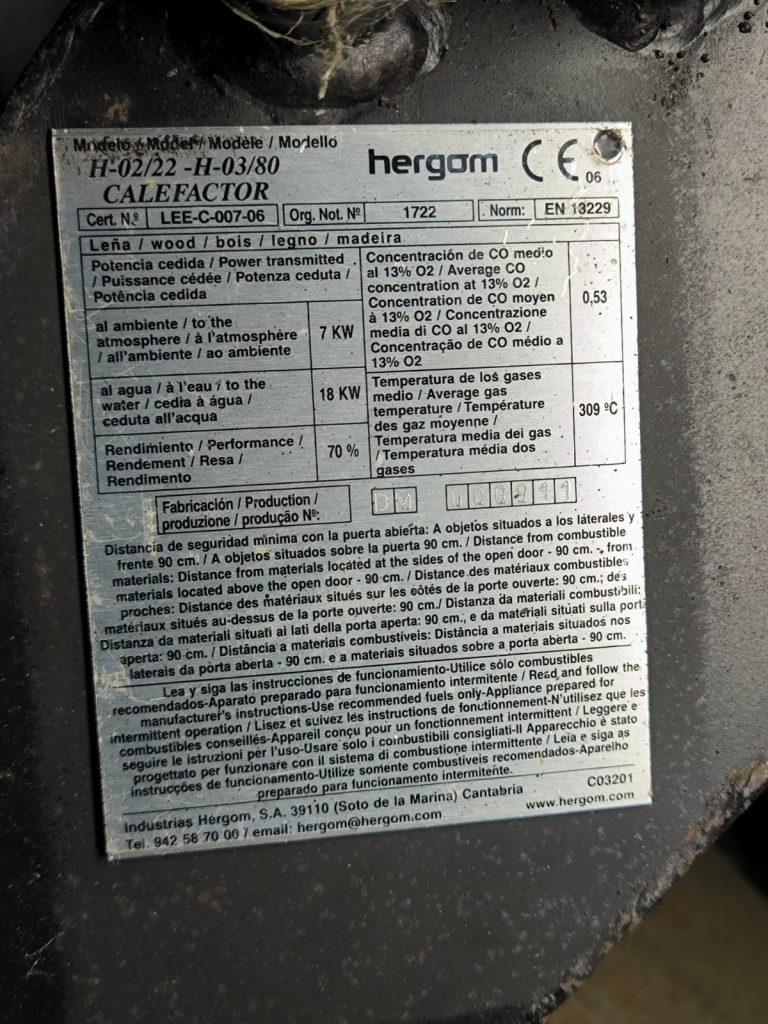 Modelo / Model / Modèle / Modello
H-02/22 -H-03/80
CALEFACTOR
hergom CE 06
Cert. N.º LEE-C-007-06 Org. Not. Nº 1722 Norm: EN 13229
Leña / wood / bois / legno / madeira
Potencia cedida / Power transmitted
/ Puissance cédée / Potenza ceduta /
Potência cedida
al ambiente / to the
atmosphere / à l'atmosphère
/ all'ambiente / ao ambiente
7 KW
al agua / à l'eau / to the
water / cedia à água /
ceduta all'acqua
18 KW
Rendimiento / Performance /
Rendement / Resa /
Rendimento
70 %
Concentración de CO medio
al 13% O2 / Average CO
concentration at 13% O2 /
Concentration de CO moyen
à 13% O2 / Concentrazione
media di CO al 13% O2 /
Concentração de CO médio a
13% O2
0,53
Temperatura de los gases
medio / Average gas
temperature / Température
des gaz moyenne /
Temperatura media dei gas
/ Temperatura média dos
gases
309 ºC
Fabricación / Production /
produzione / produção Nº:
DM 000911
Distancia de seguridad mínima con la puerta abierta: A objetos situados a los láterales y
frente 90 cm. / A objetos situados sobre la puerta 90 cm. / Distance from combustible
materials: Distance from materials located at the sides of the open door - 90 cm. -, from
materials located above the open door - 90 cm. / Distance des matériaux combustibles
proches: Distance des matériaux situés sur les côtés de la porte ouverte: 90 cm.; des
matériaux situés au-dessus de la porte ouverte: 90 cm./ Distanza da materiali combustibili:
Distanza da materiali situati ai lati della porta aperta: 90 cm., e da materiali situati sulla porta
aperta: 90 cm. / Distância a materiais combustíveis: Distância a materiais situados nos
laterais da porta aberta - 90 cm. e a materiais situados sobre a porta aberta - 90 cm.
Lea y siga las instrucciones de funcionamiento-Utilice sólo combustibles
recomendados-Aparato preparado para funcionamiento intermitente / Read and follow the
manufacturer's instructions-Use recommended fuels only-Appliance prepared for
intermittent operation / Lisez et suivez les instructions de fonctionnement-N'utilisez que les
combustibles conseillés-Appareil conçu pour un fonctionnement intermittent / Leggere e
seguire le istruzioni per l'uso-Usare solo i combustibili consigliati-Il Apparecchio è stato
progettato per funzionare con il sistema di combustione intermittente / Leia e siga as
instrucções de funcionamento-Utilize somente combustíveis recomendados-Aparelho
preparado para funcionamento intermitente.
C03201
Industrias Hergom, S.A. 39110 (Soto de la Marina) Cantabria
Tel. 942 58 70 00 / email: hergom@hergom.com
www.hergom.com